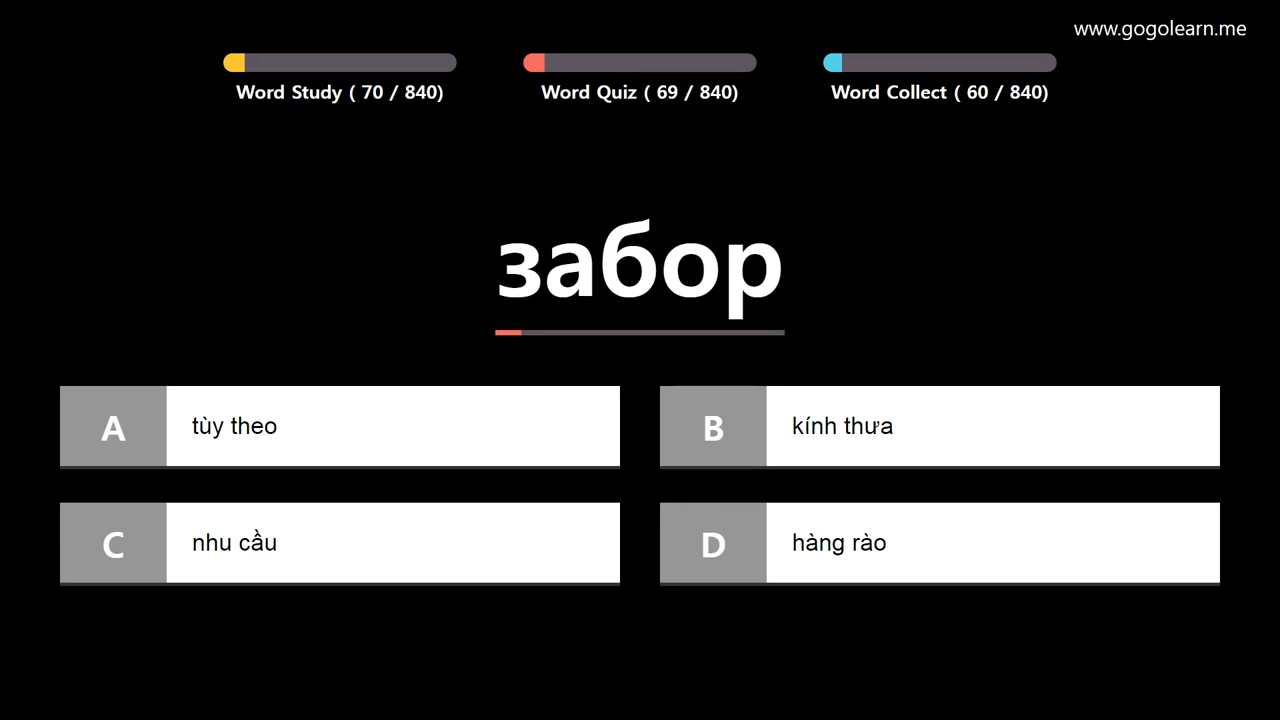 www.gogolearn.me
Word Study ( 70 / 840)
Word Quiz ( 69 / 840)
Word Collect ( 60 / 840)
забор
A
tùy theo
B
kính thưa
C
nhu cầu
D
hàng rào